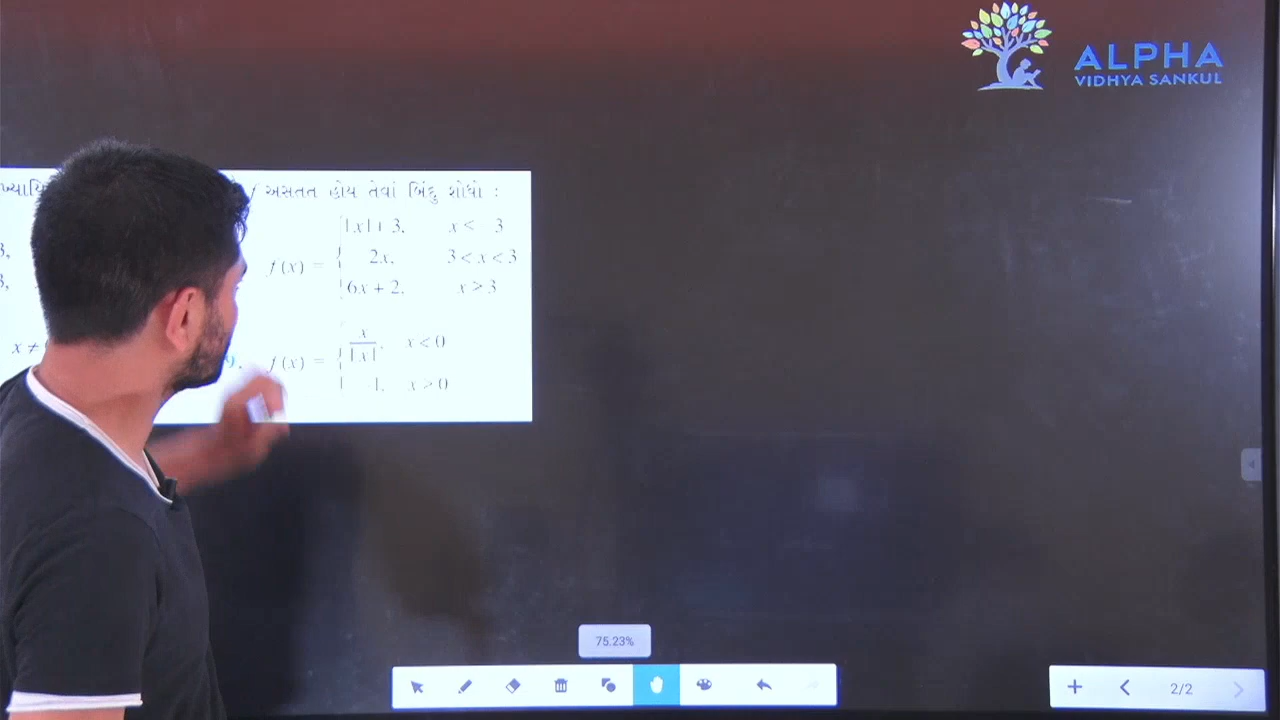 ALPHA
VIDHYA SANKUL
f અસતત હોય તેવાં બિંદુ શોધો :
|x| + 3, x < 3
f(x) = 2x, 3 < x < 3
6x + 2, x > 3
x ≠
f(x) = x/|x|, x < 0
-1, x > 0
75.23%
2/2